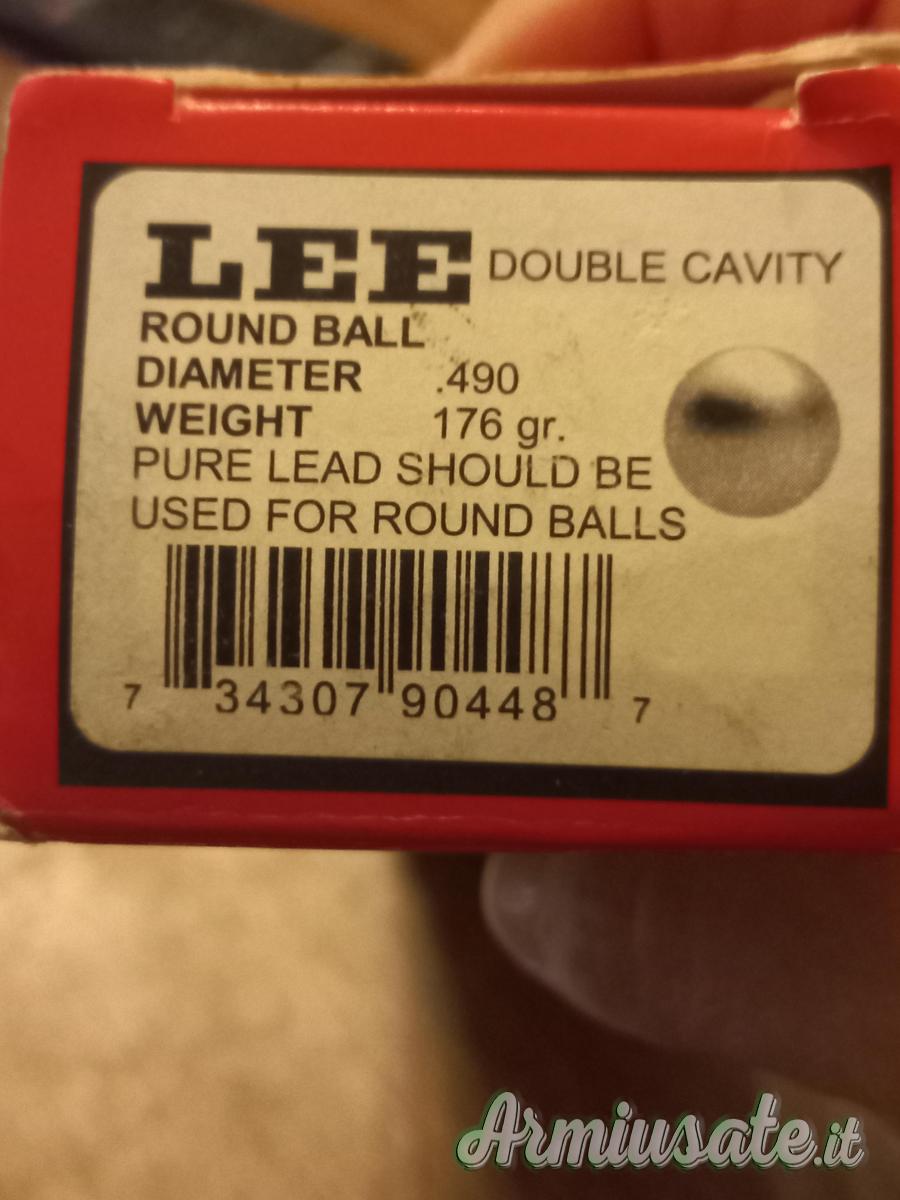 LEE DOUBLE CAVITY
ROUND BALL
DIAMETER .490
WEIGHT 176 gr.
PURE LEAD SHOULD BE
USED FOR ROUND BALLS
7 34307 90448 7
Armiusate.it